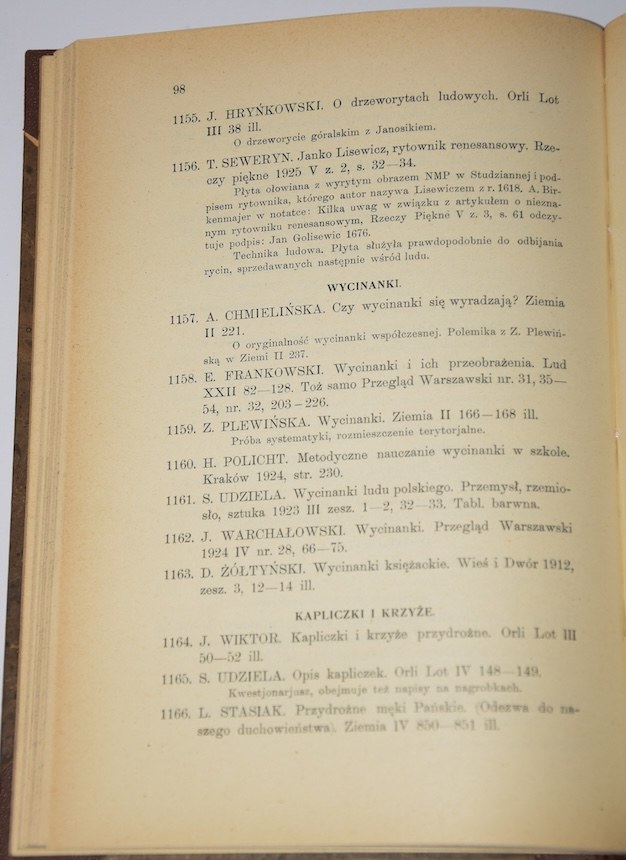 98
1155. J. HRYŃKOWSKI. O drzeworytach ludowych. Orli Lot
III 38 ill.
O drzeworycie góralskim z Janosikiem.
1156. T. SEWERYN. Janko Lisewicz, rytownik renesansowy. Rze-
czy piękne 1925 V z. 2, s. 32—34.
Płyta ołowiana z wyrytym obrazem NMP w Studziannej i pod-
pisem rytownika, którego autor nazywa Lisewiczem z r. 1618. A. Bir-
kenmajer w notatce: Kilka uwag w związku z artykułem o niezna-
nym rytowniku renesansowym, Rzeczy Piękne V z. 3, s. 61 odczy-
tuje podpis: Jan Golisewic 1676.
Technika ludowa. Płyta służyła prawdopodobnie do odbijania
rycin, sprzedawanych następnie wśród ludu.
WYCINANKI.
1157. A. CHMIELIŃSKA. Czy wycinanki się wyradzają? Ziemia
II 221.
O oryginalność wycinanki współczesnej. Polemika z Z. Plewiń-
ską w Ziemi II 237.
1158. E. FRANKOWSKI. Wycinanki i ich przeobrażenia. Lud
XXII 82—128. Toż samo Przegląd Warszawski nr. 31, 35—
54, nr. 32, 203-226.
1159. Z. PLEWIŃSKA. Wycinanki. Ziemia II 166—168 ill.
Próba systematyki, rozmieszczenie terytorjalne.
1160. H. POLICHT. Metodyczne nauczanie wycinanki w szkole.
Kraków 1924, str. 230.
1161. S. UDZIELA. Wycinanki ludu polskiego. Przemysł, rzemio-
sło, sztuka 1923 III zesz. 1—2, 32—33. Tabl. barwna.
1162. J. WARCHAŁOWSKI. Wycinanki. Przegląd Warszawski
1924 IV nr. 28, 66—75.
1163. D. ŻÓŁTYŃSKI. Wycinanki księżackie. Wieś i Dwór 1912,
zesz. 3, 12—14 ill.
KAPLICZKI I KRZYŻE.
1164. J. WIKTOR. Kapliczki i krzyże przydrożne. Orli Lot III
50—52 ill.
1165. S. UDZIELA. Opis kapliczek. Orli Lot IV 148—149.
Kwestjonarjusz, obejmuje też napisy na nagrobkach.
1166. L. STASIAK. Przydrożne męki Pańskie. (Odezwa do na-
szego duchowieństwa). Ziemia IV 850—851 ill.